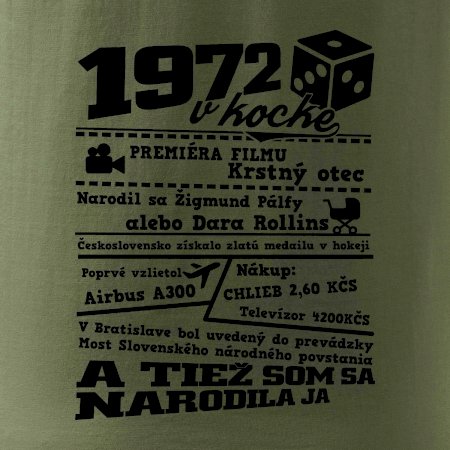 1972
v kocke
PREMIÉRA FILMU
Krstný otec
Narodil sa Žigmund Pálfy
alebo Dara Rollins
Československo získalo zlatú medailu v hokeji
Poprvé vzlietol
Airbus A300
Nákup:
CHLIEB 2,60 KČS
Televízor 4200KČS
V Bratislave bol uvedený do prevádzky
Most Slovenského národného povstania
A TIEŽ SOM SA
NARODILA JA